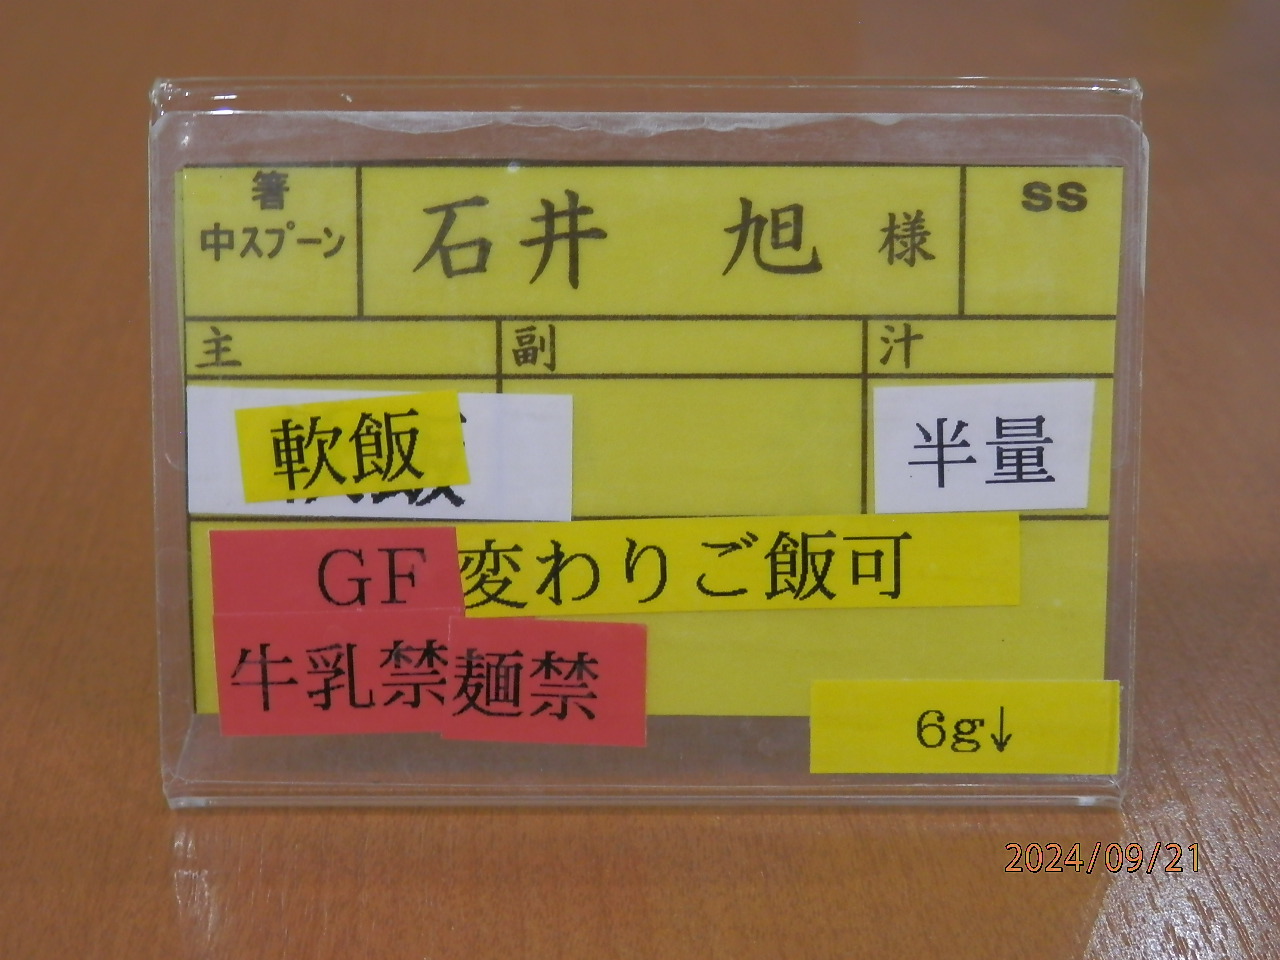 箸
中スプーン
石井 旭 様
SS
主
副
汁
軟飯
半量
GF
変わりご飯可
牛乳禁
麺禁
6g↓
2024/09/21